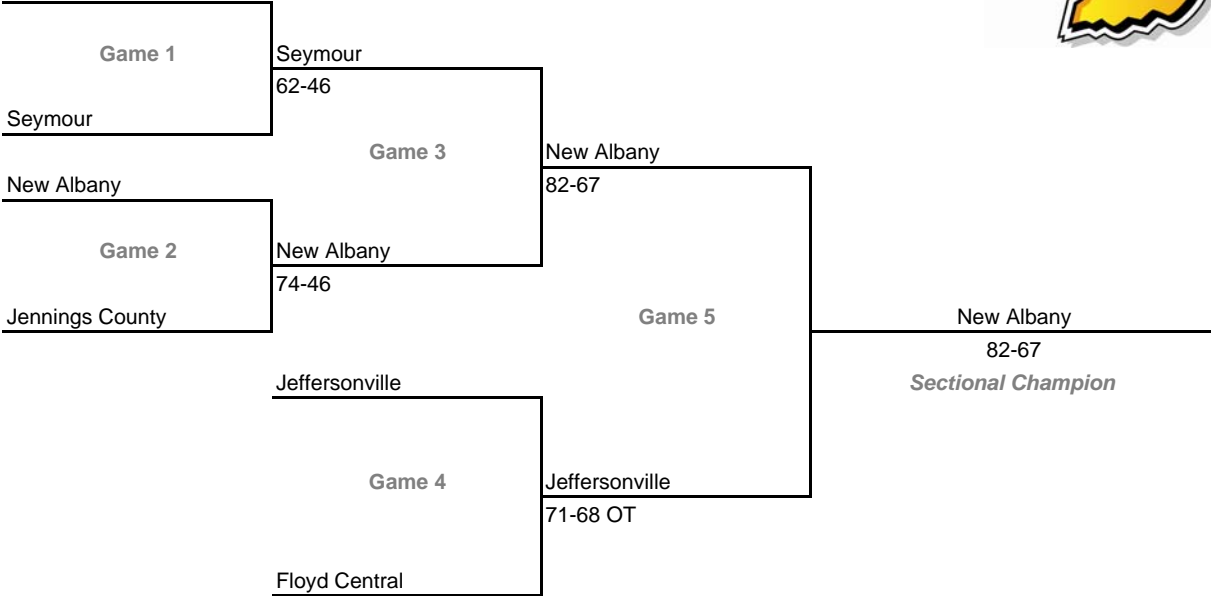 Game 1
Seymour
62-46
Seymour
Game 3
New Albany
New Albany
82-67
Game 2
New Albany
74-46
Jennings County
Game 5
New Albany
82-67
Jeffersonville
Sectional Champion
Game 4
Jeffersonville
71-68 OT
Floyd Central